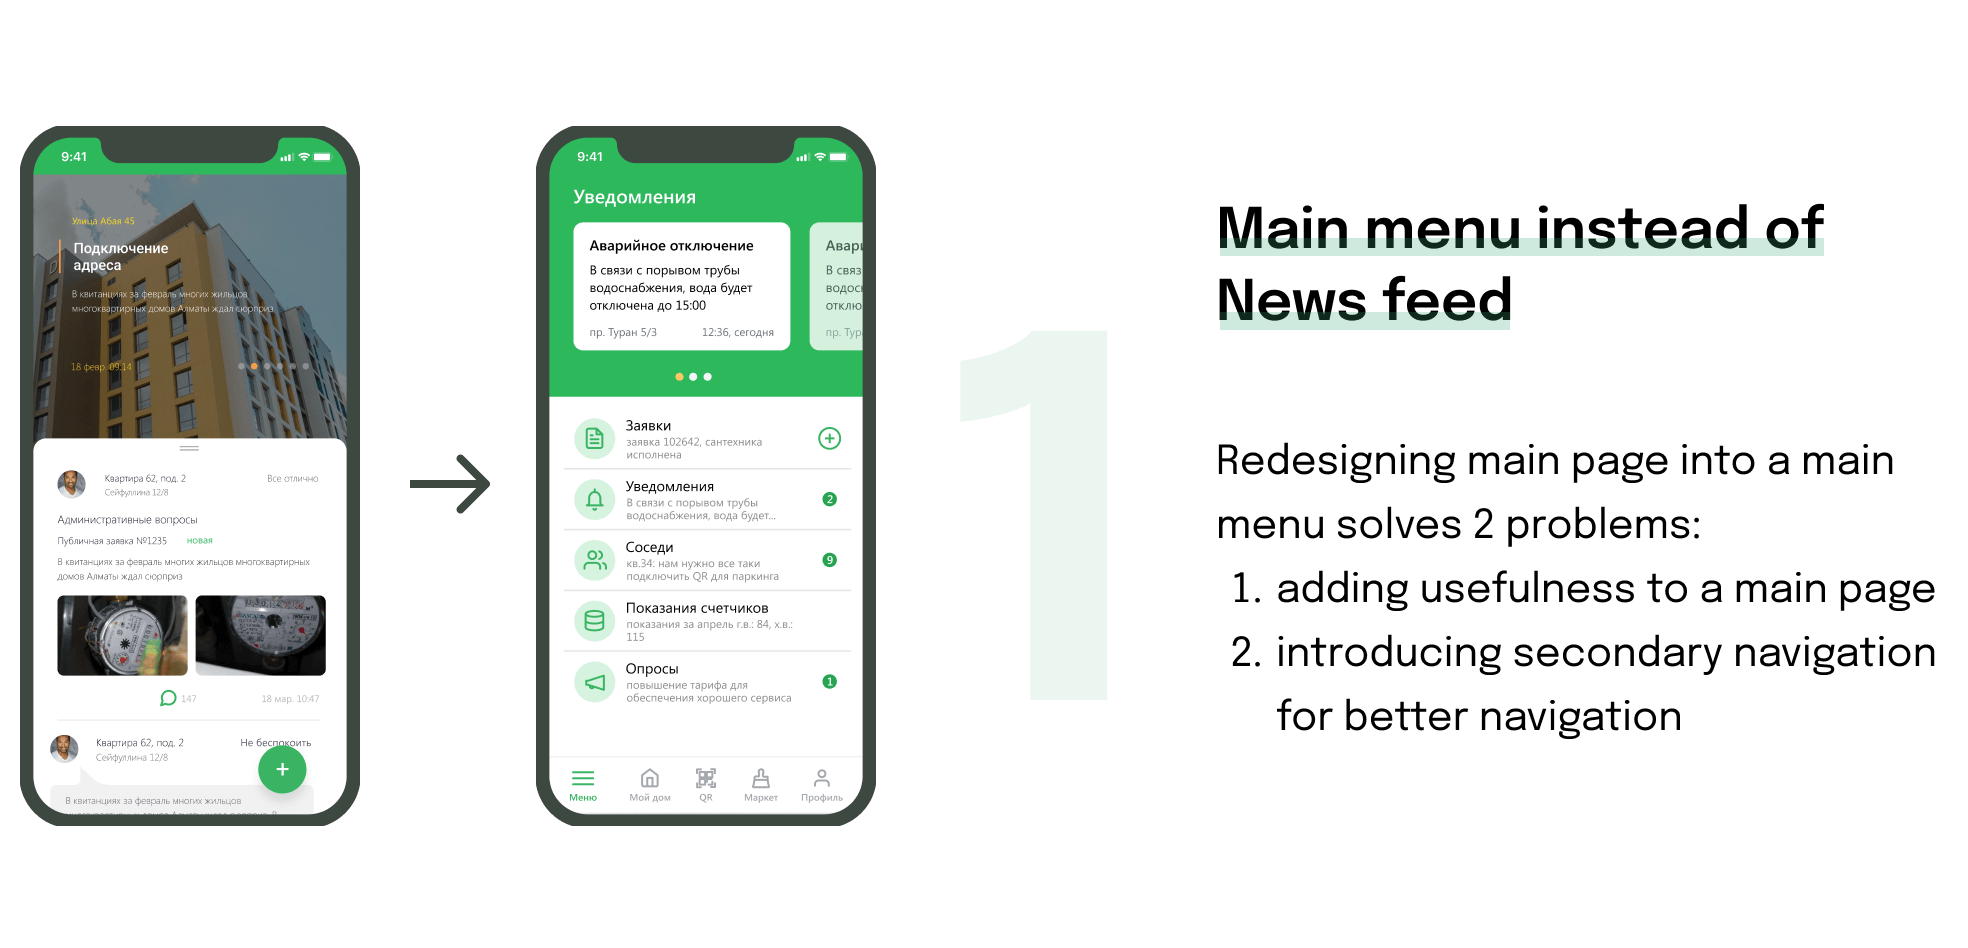 9:41
Улица Абая 45
Подключение
адреса
В квитанциях за февраль многих жильцов
многоквартирных домов Алматы ждал сюрприз
18 февр. 09:14
Квартира 62, под. 2
Все отлично
Сейфуллина 12/8
Административные вопросы
Публичная заявка №1235 новая
В квитанциях за февраль многих жильцов многоквартирных
домов Алматы ждал сюрприз
147
18 мар. 10:47
Квартира 62, под. 2
Не беспокоить
Сейфуллина 12/8
+
В квитанциях за февраль многих жильцов
9:41
Уведомления
Аварийное отключение
В связи с порывом трубы
водоснабжения, вода будет
отключена до 15:00
пр. Туран 5/3 12:36, сегодня
Авари
В связ
водос
отклю
пр. Тур
Заявки
заявка 102642, сантехника
исполнена
Уведомления
В связи с порывом трубы
водоснабжения, вода будет...
2
Соседи
кв.34: нам нужно все таки
подключить QR для паркинга
9
Показания счетчиков
показания за апрель г.в.: 84, х.в.:
115
Опросы
повышение тарифа для
обеспечения хорошего сервиса
1
Меню Мой дом QR Маркет Профиль
1
Main menu instead of
News feed
Redesigning main page into a main
menu solves 2 problems:
1. adding usefulness to a main page
2. introducing secondary navigation
for better navigation